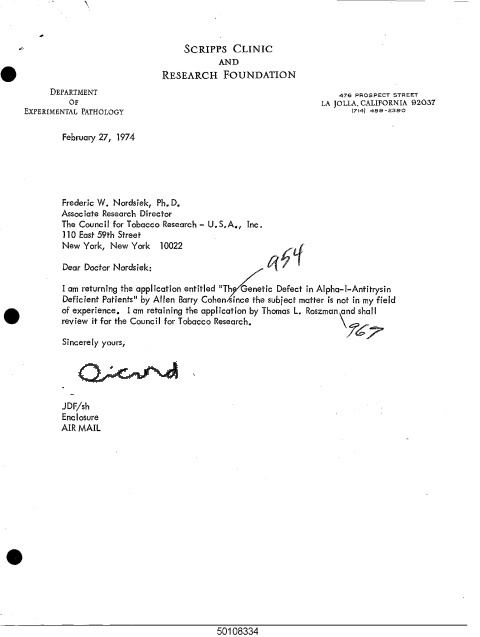 SCRIPPS CLINIC
AND
RESEARCH FOUNDATION
DEPARTMENT
OF
EXPERIMENTAL PATHOLOGY
476 PROSPECT STREET
LA JOLLA, CALIFORNIA 92037
(714) 459-2390
February 27, 1974
Frederic W. Nordsiek, Ph.D.
Associate Research Director
The Council for Tobacco Research - U.S.A., Inc.
110 East 59th Street
New York, New York 10022
954
Dear Doctor Nordsiek:
I am returning the application entitled "The Genetic Defect in Alpha-l-Antitrysin
Deficient Patients" by Allen Barry Cohen since the subject matter is not in my field
of experience. I am retaining the application by Thomas L. Roszman and shall
review it for the Council for Tobacco Research.
967
Sincerely yours,
JDF/sh
Enclosure
AIR MAIL
50108334